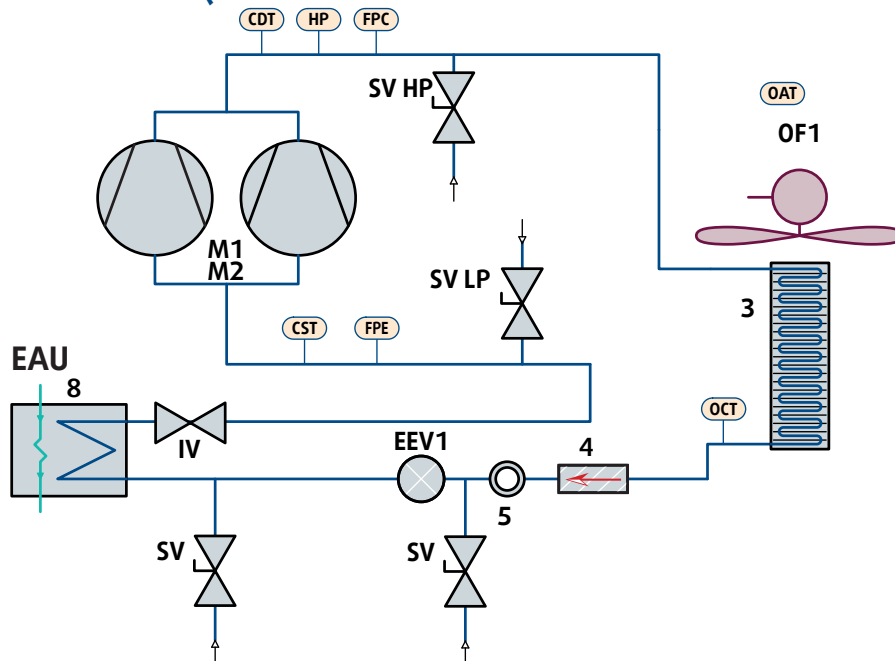 CDT HP FPC
SV HP
OAT
OF1
M1
M2
SV LP
3
CST FPE
EAU
8
OCT
IV
EEV1
4
5
SV
SV